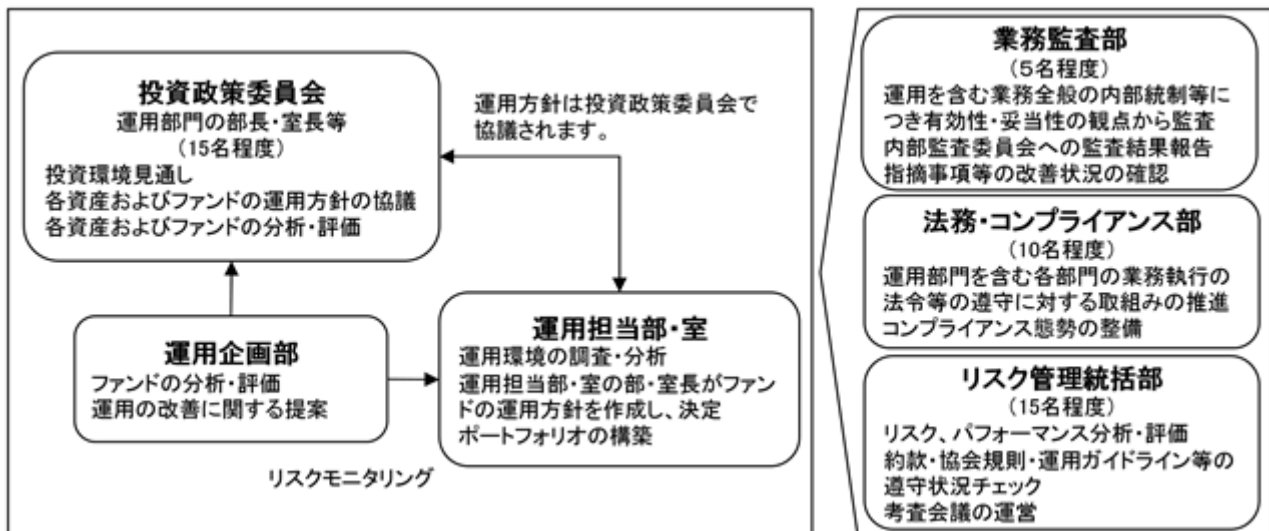 投資政策委員会
運用部門の部長・室長等
(15名程度)
投資環境見通し
各資産およびファンドの運用方針の協議
各資産およびファンドの分析・評価
運用方針は投資政策委員会で
協議されます。
運用企画部
ファンドの分析・評価
運用の改善に関する提案
運用担当部・室
運用環境の調査・分析
運用担当部・室の部・室長がファン
ドの運用方針を作成し、決定
ポートフォリオの構築
リスクモニタリング
業務監査部
(5名程度)
運用を含む業務全般の内部統制等に
つき有効性・妥当性の観点から監査
内部監査委員会への監査結果報告
指摘事項等の改善状況の確認
法務・コンプライアンス部
(10名程度)
運用部門を含む各部門の業務執行の
法令等の遵守に対する取組みの推進
コンプライアンス態勢の整備
リスク管理統括部
(15名程度)
リスク、パフォーマンス分析・評価
約款・協会規則・運用ガイドライン等の
遵守状況チェック
考査会議の運営